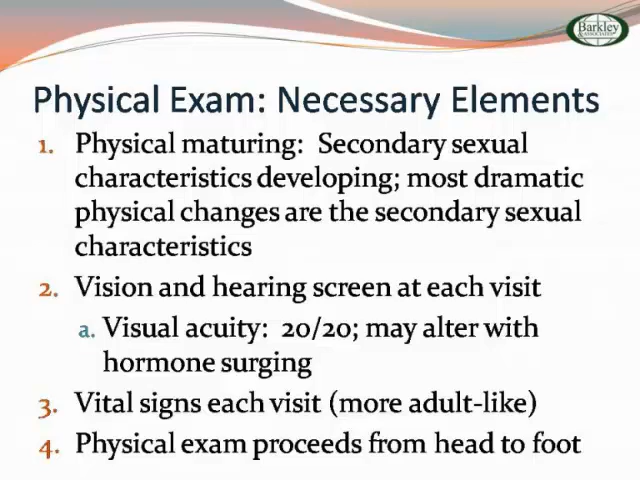 Barkley
& ASSOCIATES
Physical Exam: Necessary Elements
1. Physical maturing: Secondary sexual
characteristics developing; most dramatic
physical changes are the secondary sexual
characteristics
2. Vision and hearing screen at each visit
a. Visual acuity: 20/20; may alter with
hormone surging
3. Vital signs each visit (more adult-like)
4. Physical exam proceeds from head to foot